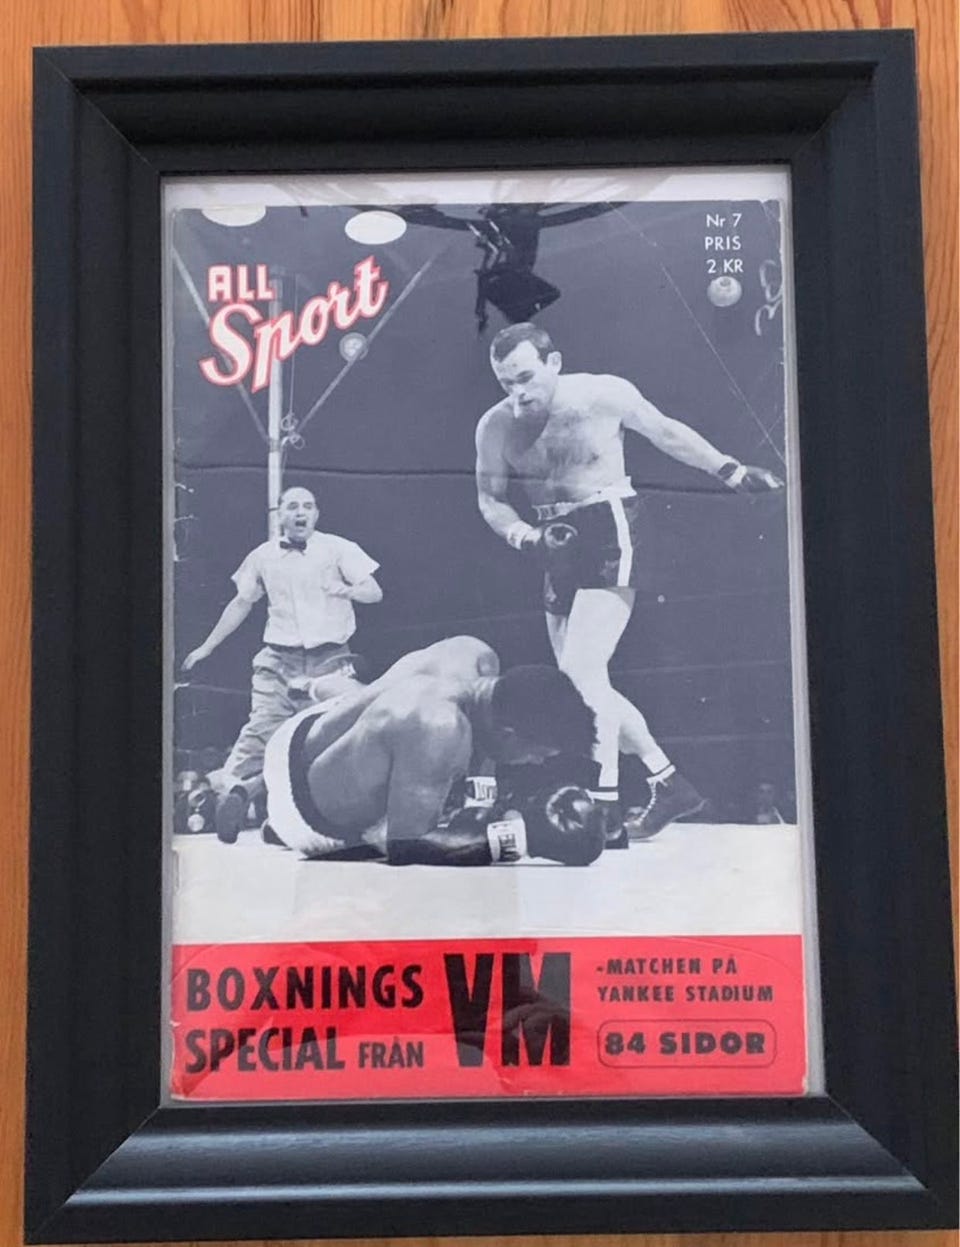 Nr 7
PRIS
2 KR
ALL
Sport
BOXNINGS
SPECIAL FRÅN
VM
-MATCHEN PÅ
YANKEE STADIUM
84 SIDOR